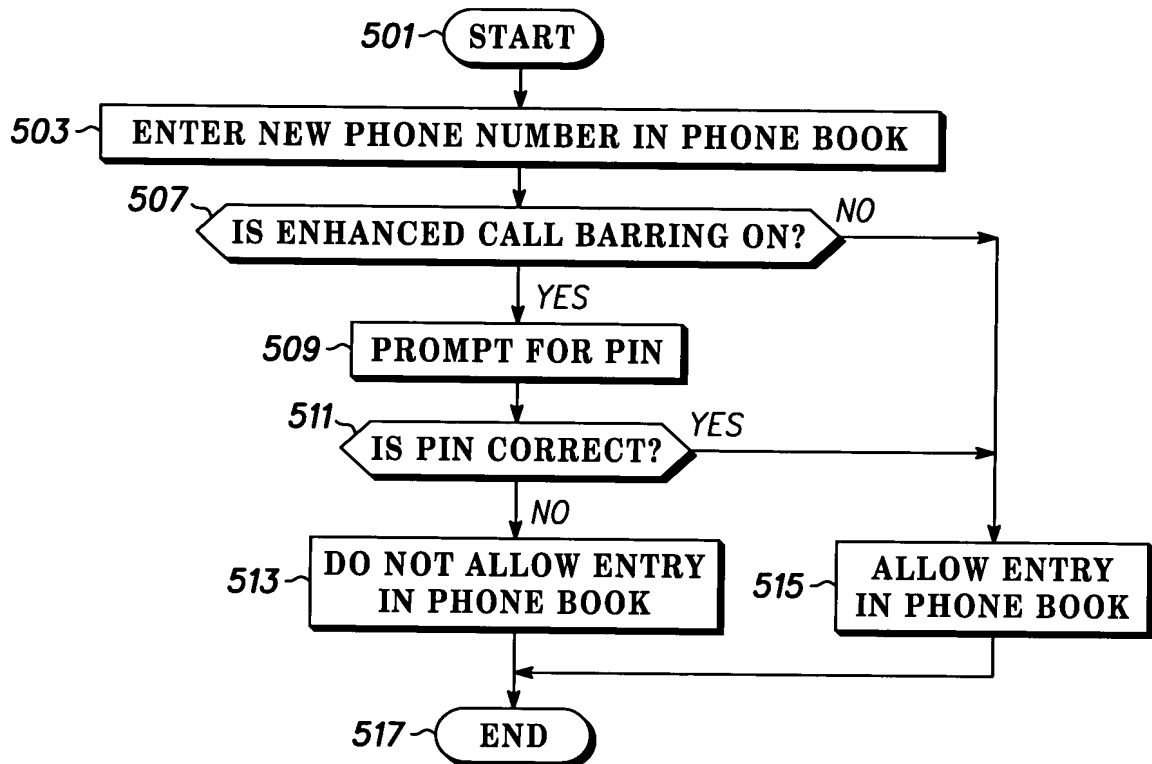 501 START
503 ENTER NEW PHONE NUMBER IN PHONE BOOK
507 IS ENHANCED CALL BARRING ON? NO
YES
509 PROMPT FOR PIN
511 IS PIN CORRECT? YES
NO
513 DO NOT ALLOW ENTRY
IN PHONE BOOK
515 ALLOW ENTRY
IN PHONE BOOK
517 END